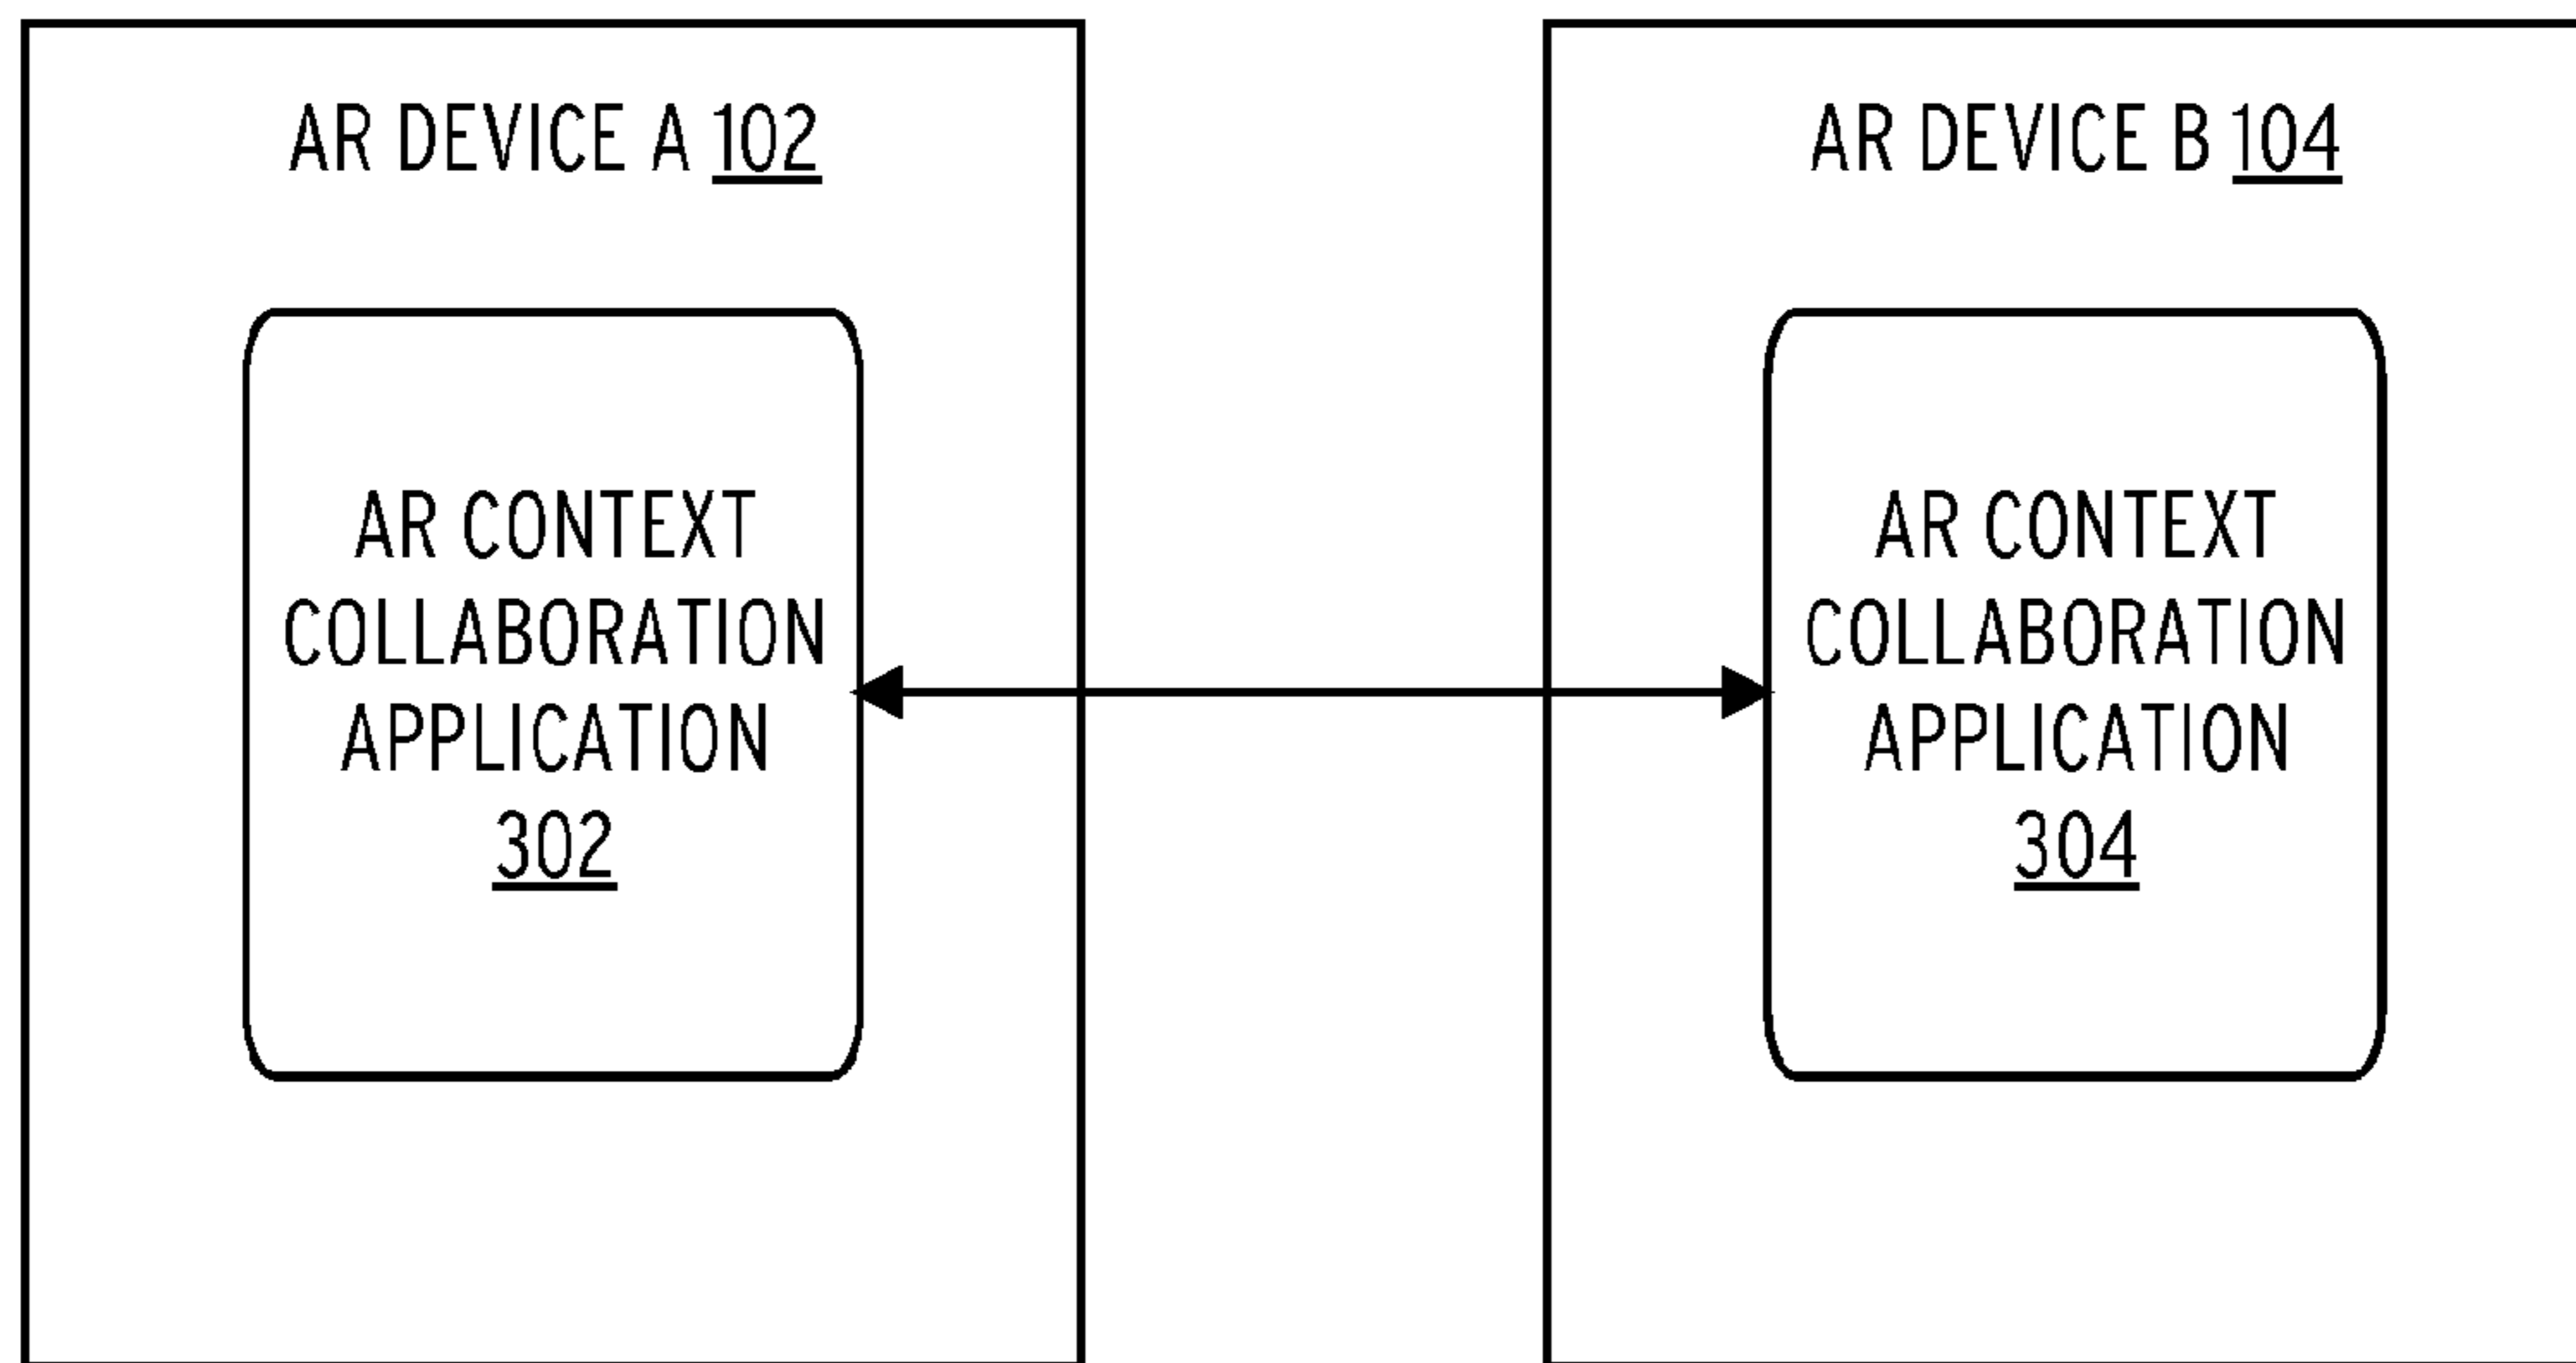 AR DEVICE A 102
AR CONTEXT
COLLABORATION
APPLICATION
302
AR DEVICE B 104
AR CONTEXT
COLLABORATION
APPLICATION
304